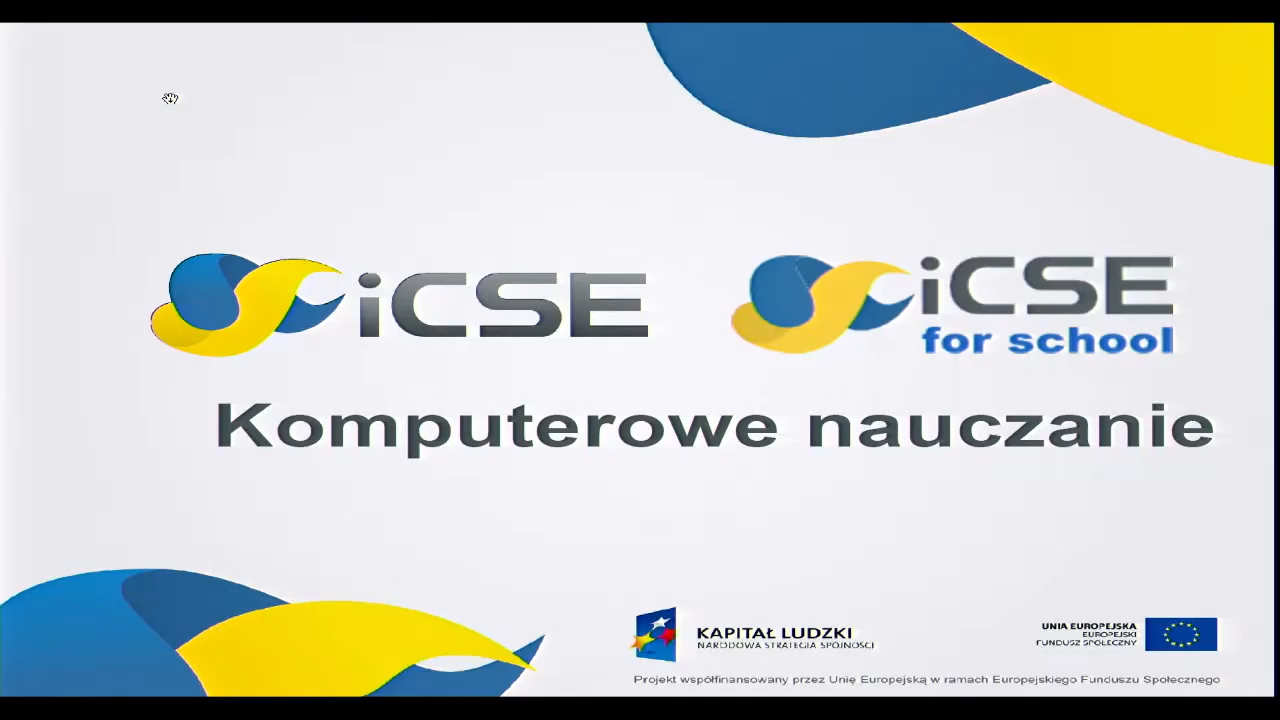 iCSE
iCSE
for school
Komputerowe nauczanie
KAPITAŁ LUDZKI
NARODOWA STRATEGIA SPÓJNOŚCI
UNIA EUROPEJSKA
EUROPEJSKI
FUNDUSZ SPOŁECZNY
Projekt współfinansowany przez Unię Europejską w ramach Europejskiego Funduszu Społecznego